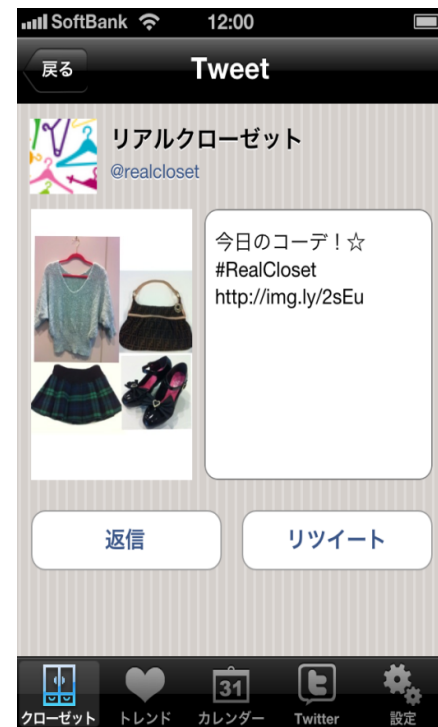 SoftBank 12:00
戻る
Tweet
リアルクローゼット
@realcloset
今日のコーデ！☆
#RealCloset
http://img.ly/2sEu
返信
リツイート
31
クローゼット
トレンド
カレンダー
Twitter
設定